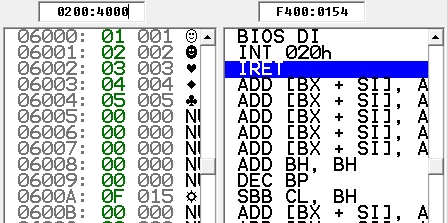 0200:4000
F400:0154
06000: 01 001 ☺
06001: 02 002 ☻
06002: 03 003 ♥
06003: 04 004 ♦
06004: 05 005 ♣
06005: 00 000 NU
06006: 00 000 NU
06007: 00 000 NU
06008: 00 000 NU
06009: 00 000 NU
0600A: 0F 015 ☼
0600B: 00 000 NU
BIOS DI
INT 020h
IRET
ADD [BX + SI], A
ADD [BX + SI], A
ADD [BX + SI], A
ADD [BX + SI], A
ADD [BX + SI], A
ADD BH, BH
DEC BP
SBB CL, BH
ADD [BX + SI], A